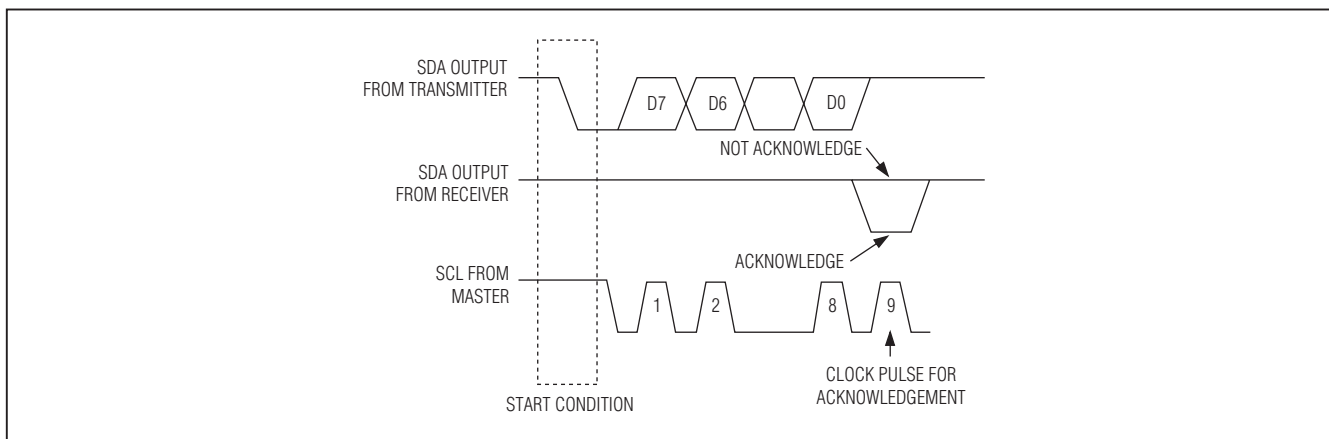 SDA OUTPUT
FROM TRANSMITTER
D7
D6
D0
NOT ACKNOWLEDGE
SDA OUTPUT
FROM RECEIVER
ACKNOWLEDGE
SCL FROM
MASTER
1
2
8
9
CLOCK PULSE FOR
ACKNOWLEDGEMENT
START CONDITION